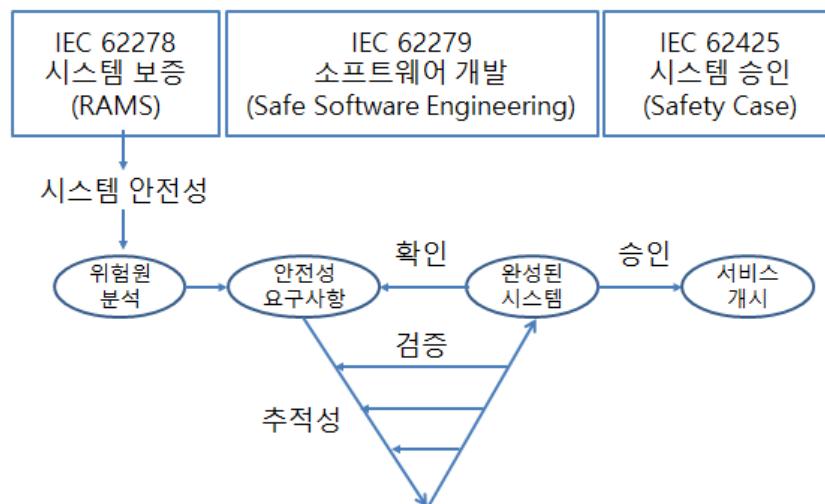 IEC 62278
시스템 보증
(RAMS)
IEC 62279
소프트웨어 개발
(Safe Software Engineering)
IEC 62425
시스템 승인
(Safety Case)
시스템 안전성
위험원
분석
안전성
요구사항
확인
완성된
시스템
승인
서비스
개시
검증
추적성